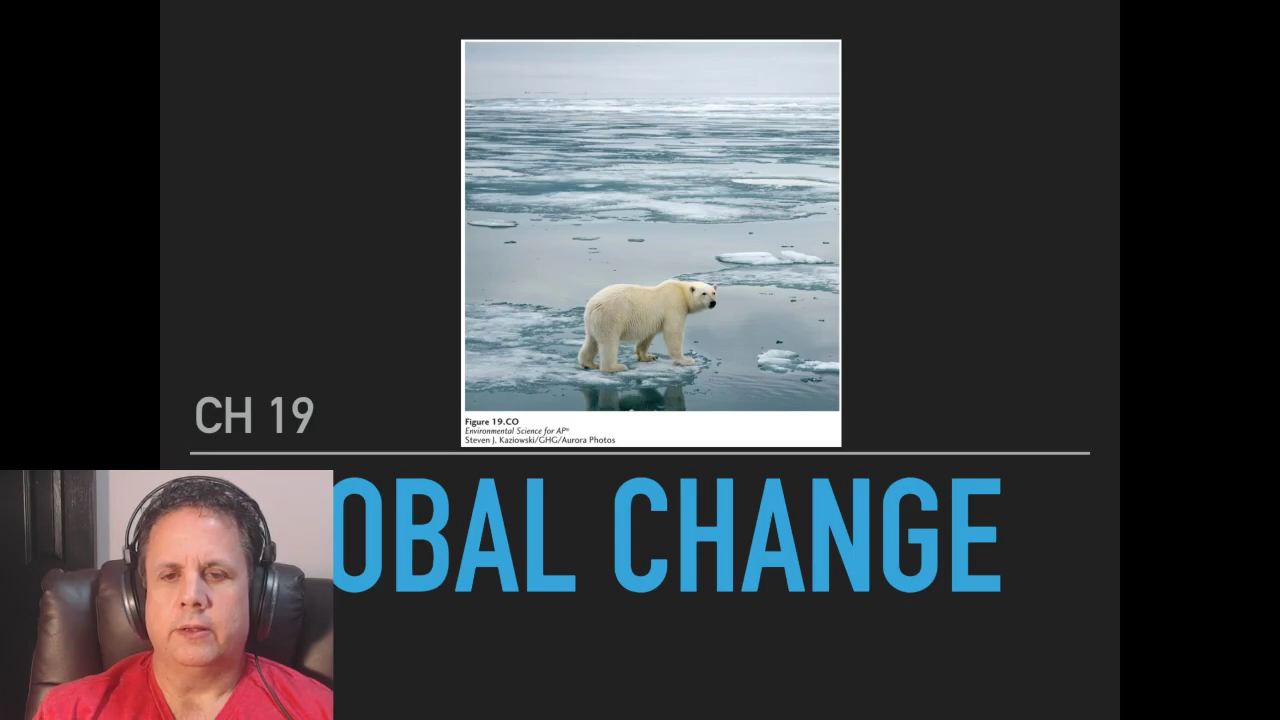 Figure 19.CO
Environmental Science for AP®
Steven J. Kaziowski/GHG/Aurora Photos
CH 19
OBAL CHANGE